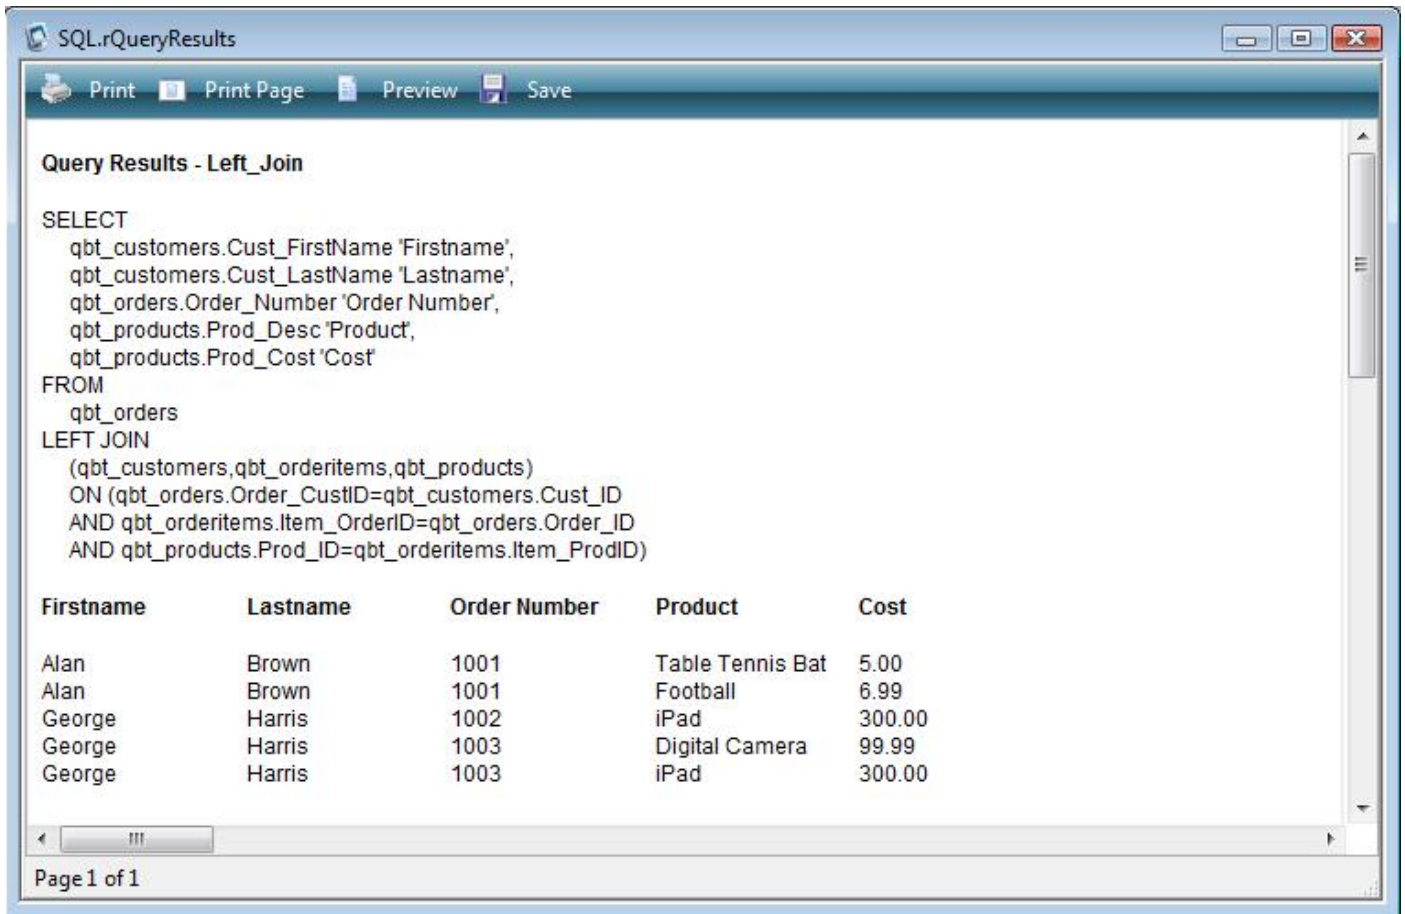 SQL.rQueryResults
Print Print Page Preview Save
Query Results - Left_Join
SELECT
qbt_customers.Cust_FirstName 'Firstname',
qbt_customers.Cust_LastName 'Lastname',
qbt_orders.Order_Number 'Order Number',
qbt_products.Prod_Desc 'Product',
qbt_products.Prod_Cost 'Cost'
FROM
qbt_orders
LEFT JOIN
(qbt_customers,qbt_orderitems,qbt_products)
ON (qbt_orders.Order_CustID=qbt_customers.Cust_ID
AND qbt_orderitems.Item_OrderID=qbt_orders.Order_ID
AND qbt_products.Prod_ID=qbt_orderitems.Item_ProdID)
Firstname Lastname Order Number Product Cost
Alan Brown 1001 Table Tennis Bat 5.00
Alan Brown 1001 Football 6.99
George Harris 1002 iPad 300.00
George Harris 1003 Digital Camera 99.99
George Harris 1003 iPad 300.00
Page 1 of 1